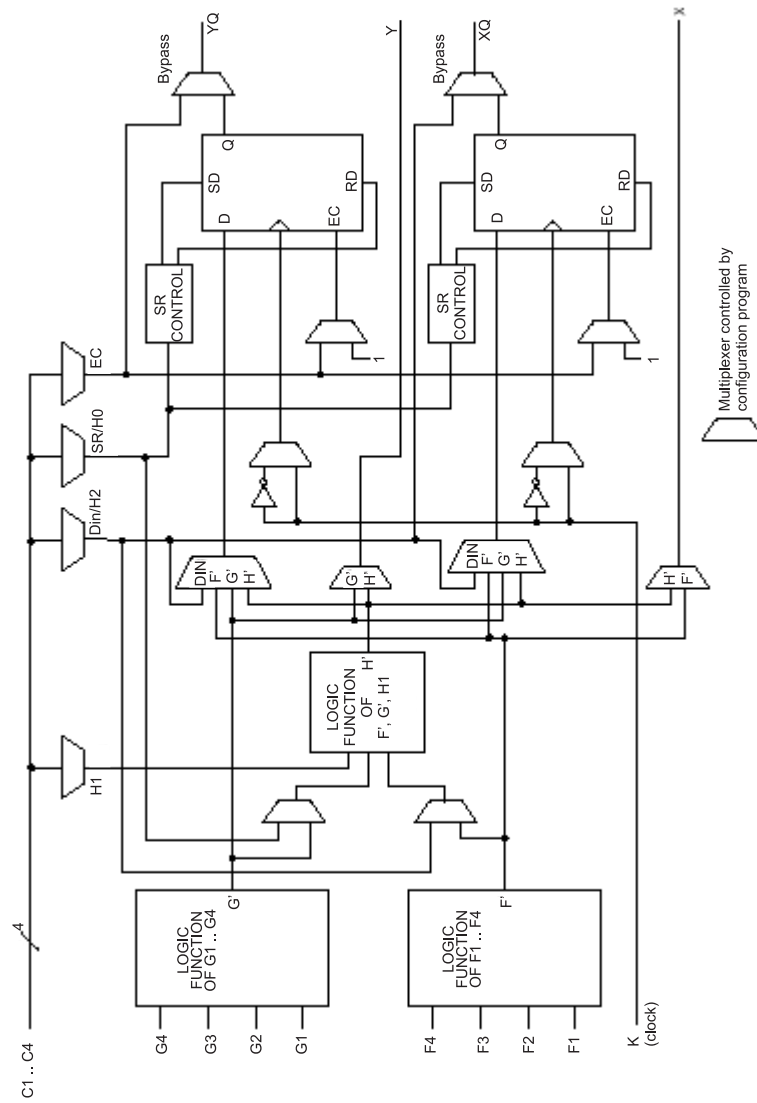 C1 .. C4
4
H1
Din/H2
SR/H0
EC
G4
G3
G2
G1
LOGIC
FUNCTION
OF G1 .. G4
G'
F4
F3
F2
F1
LOGIC
FUNCTION
OF F1 .. F4
F'
K
(clock)
LOGIC
FUNCTION
OF
F', G', H1
H'
DIN
F'
G'
H'
G'
H'
DIN
F'
G'
H'
H'
F'
SR
CONTROL
1
D
SD
Q
EC
RD
Bypass
YQ
Y
SR
CONTROL
1
D
SD
Q
EC
RD
Bypass
XQ
X
Multiplexer controlled by
configuration program